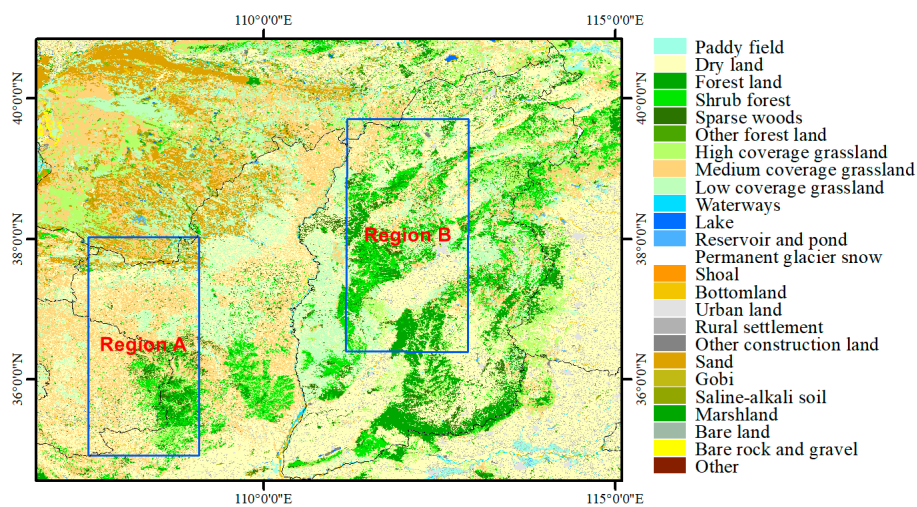 110°0'0"E
115°0'0"E
40°0'0"N
40°0'0"N
38°0'0"N
38°0'0"N
36°0'0"N
36°0'0"N
Region B
Region A
110°0'0"E
115°0'0"E
Paddy field
Dry land
Forest land
Shrub forest
Sparse woods
Other forest land
High coverage grassland
Medium coverage grassland
Low coverage grassland
Waterways
Lake
Reservoir and pond
Permanent glacier snow
Shoal
Bottomland
Urban land
Rural settlement
Other construction land
Sand
Gobi
Saline-alkali soil
Marshland
Bare land
Bare rock and gravel
Other